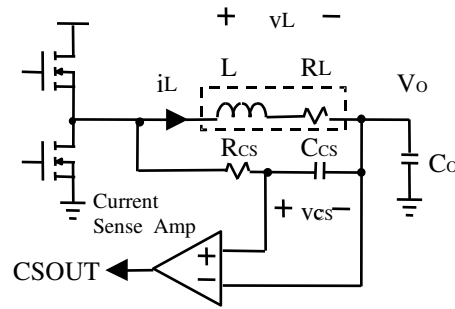 + vL −
iL L RL
VO
RCS CCS
CO
+ vcs −
Current
Sense Amp
+
CSOUT
−